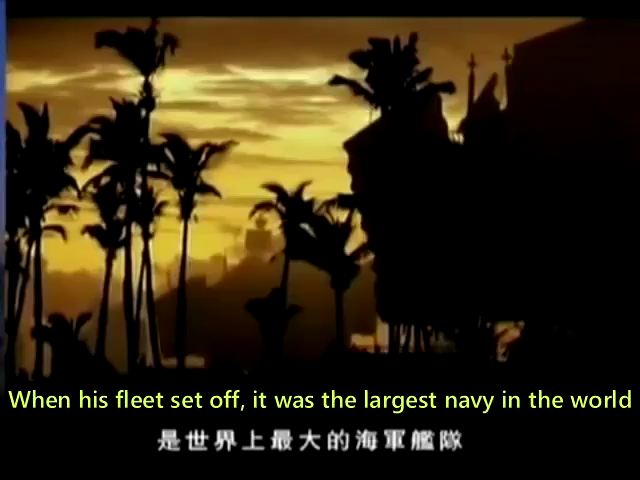 When his fleet set off, it was the largest navy in the world
是世界上最大的海軍艦隊